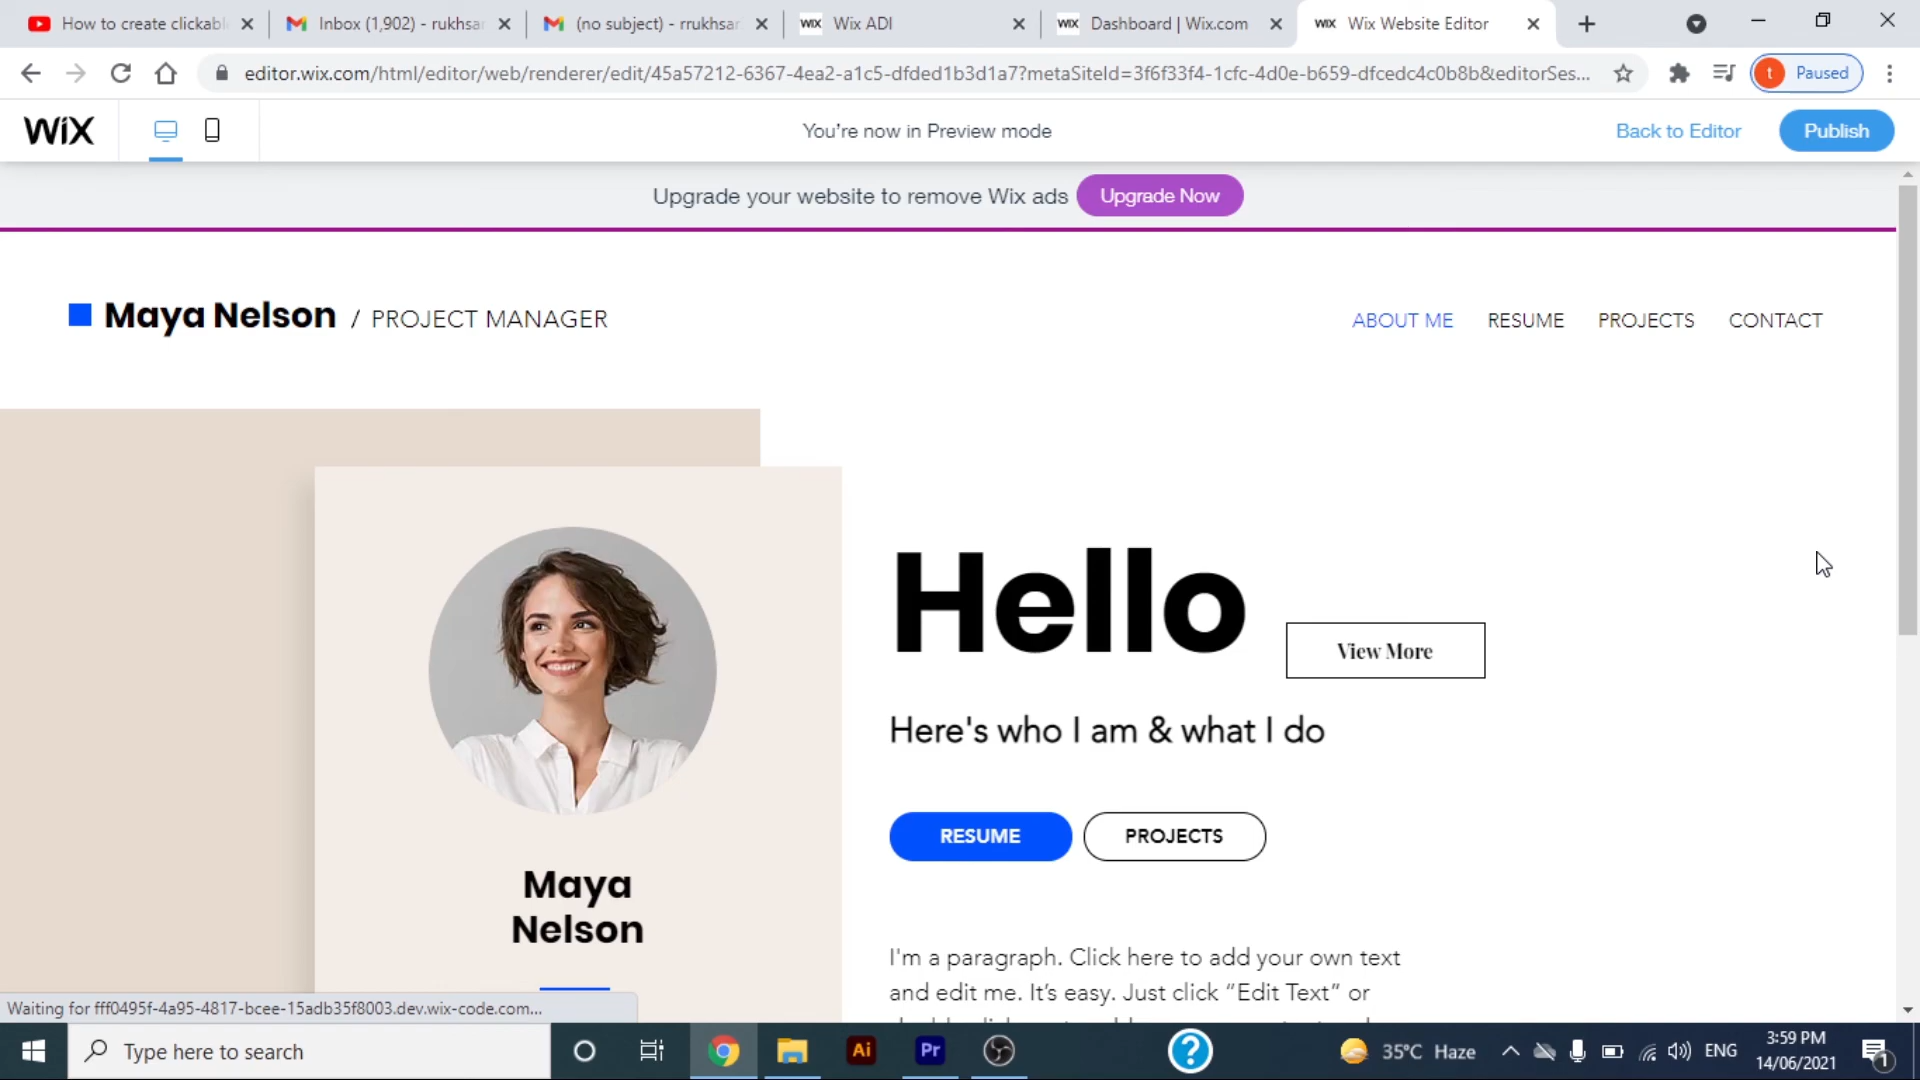 How to create clickabl
Inbox (1,902) - rukhsar
(no subject) - rrukhsar
WIX Wix ADI
WIX Dashboard | Wix.com
WIX Wix Website Editor
editor.wix.com/html/editor/web/renderer/edit/45a57212-6367-4ea2-a1c5-dfded1b3d1a7?metaSiteId=3f6f33f4-1cfc-4d0e-b659-dfcedc4c0b8b&editorSes...
t Paused
WiX
You're now in Preview mode
Back to Editor
Publish
Upgrade your website to remove Wix ads
Upgrade Now
Maya Nelson / PROJECT MANAGER
ABOUT ME
RESUME
PROJECTS
CONTACT
Hello
View More
Here's who I am & what I do
RESUME
PROJECTS
Maya
Nelson
I'm a paragraph. Click here to add your own text
and edit me. It's easy. Just click “Edit Text” or
Waiting for fff0495f-4a95-4817-bcee-15adb35f8003.dev.wix-code.com...
Type here to search
Ai
Pr
?
35°C Haze
ENG
3:59 PM
14/06/2021
1